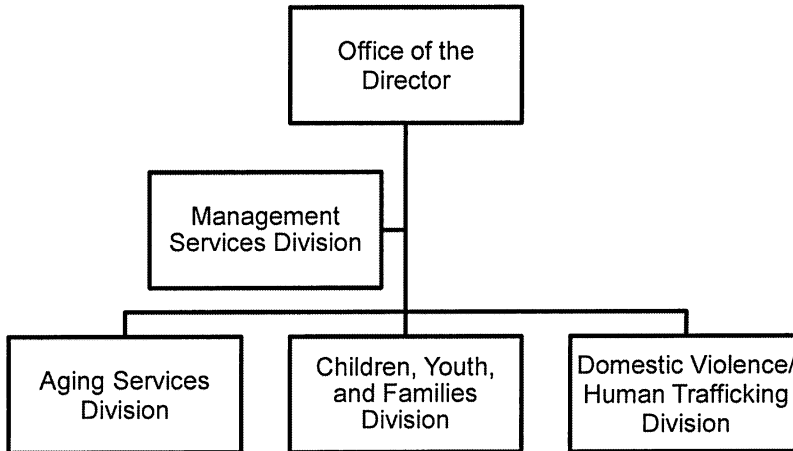 Office of the
Director
Management
Services Division
Aging Services
Division
Children, Youth,
and Families
Division
Domestic Violence/
Human Trafficking
Division